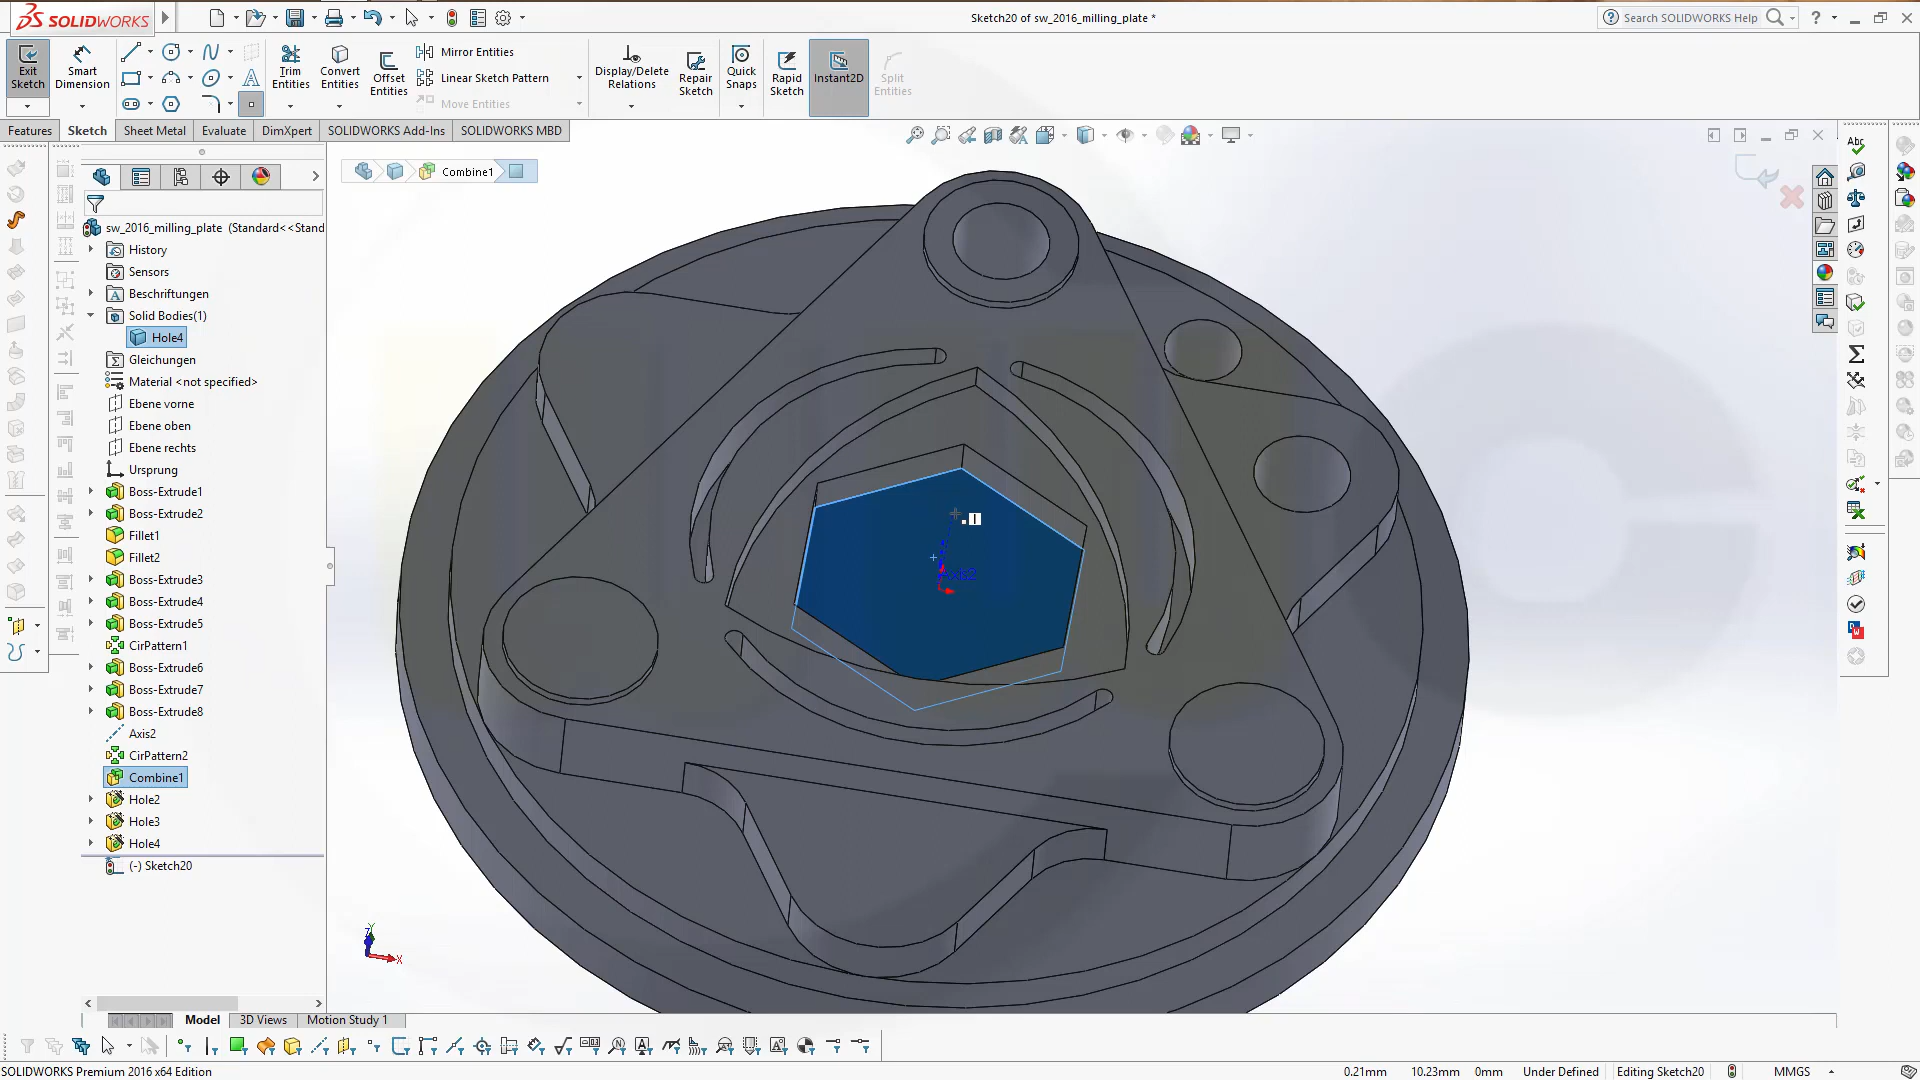 SOLIDWORKS
Sketch20 of sw_2016_milling_plate *
Search SOLIDWORKS Help
?
Exit Sketch
Smart Dimension
Trim Entities
Convert Entities
Offset Entities
Mirror Entities
Linear Sketch Pattern
Move Entities
Display/Delete Relations
Repair Sketch
Quick Snaps
Rapid Sketch
Instant2D
Split Entities
Features
Sketch
Sheet Metal
Evaluate
DimXpert
SOLIDWORKS Add-Ins
SOLIDWORKS MBD
Combine1
Abc
sw_2016_milling_plate (Standard<<Stand
History
Sensors
Beschriftungen
Solid Bodies(1)
Hole4
Gleichungen
Material <not specified>
Ebene vorne
Ebene oben
Ebene rechts
Ursprung
Boss-Extrude1
Boss-Extrude2
Fillet1
Fillet2
Boss-Extrude3
Boss-Extrude4
Boss-Extrude5
CirPattern1
Boss-Extrude6
Boss-Extrude7
Boss-Extrude8
Axis2
CirPattern2
Combine1
Hole2
Hole3
Hole4
(-) Sketch20
Axis2
Y
Z
X
Model
3D Views
Motion Study 1
SOLIDWORKS Premium 2016 x64 Edition
0.21mm
10.23mm
0mm
Under Defined
Editing Sketch20
MMGS